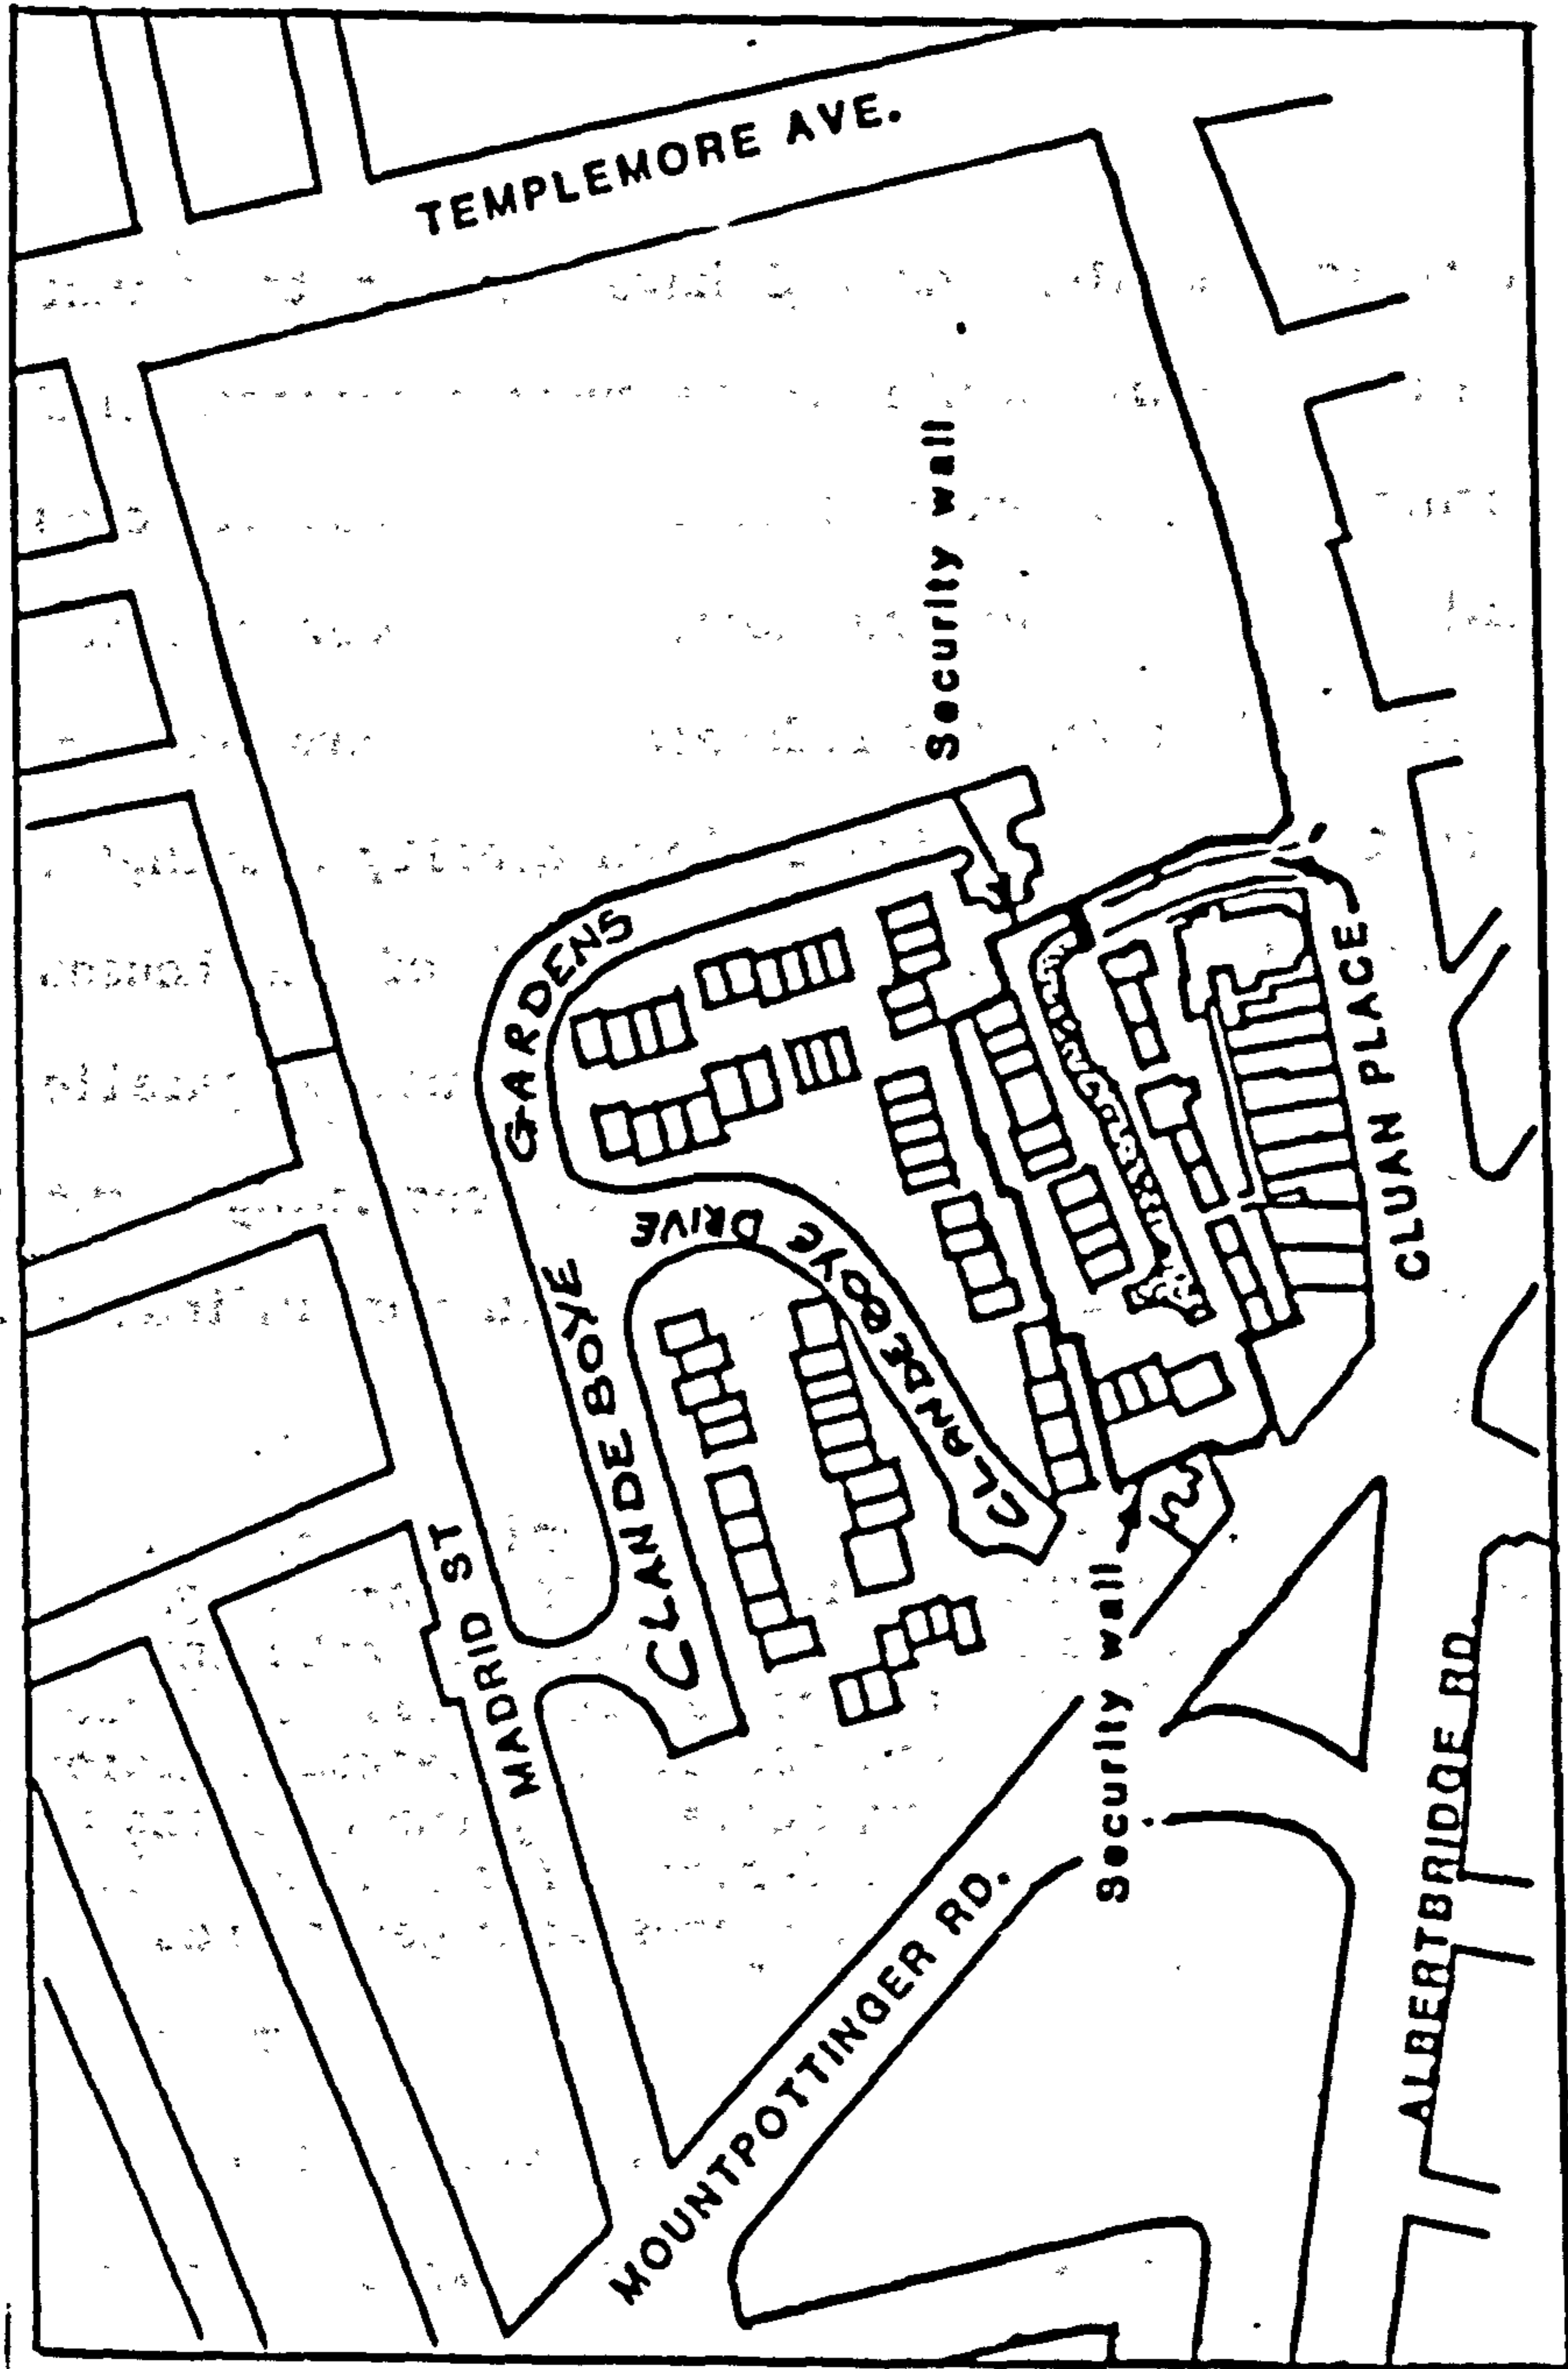 TEMPLEMORE AVE.
Security wall
CLANDEBOYE GARDENS
CLANDEBOYE DRIVE
CLUAN PLACE
MADRID ST
Security wall
MOUNTPOTTINGER RD.
ALBERTBRIDGE RD